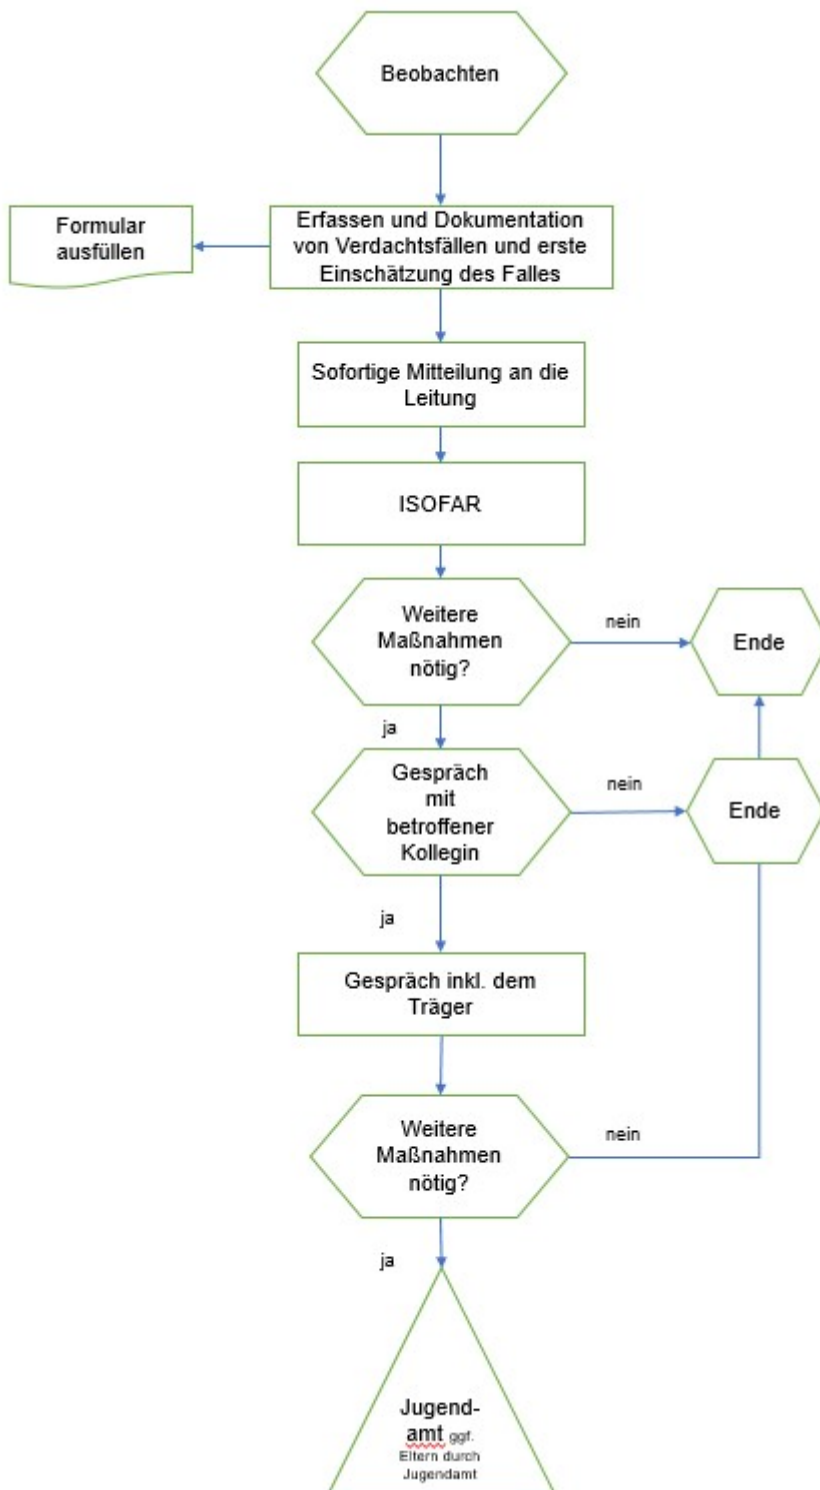 Beobachten
Formular
ausfüllen
Erfassen und Dokumentation
von Verdachtsfällen und erste
Einschätzung des Falles
Sofortige Mitteilung an die
Leitung
ISOFAR
Weitere
Maßnahmen
nötig?
nein
Ende
ja
Gespräch
mit
betroffener
Kollegin
nein
Ende
ja
Gespräch inkl. dem
Träger
Weitere
Maßnahmen
nötig?
nein
ja
Jugend-
amt ggf.
Eltern durch
Jugendamt